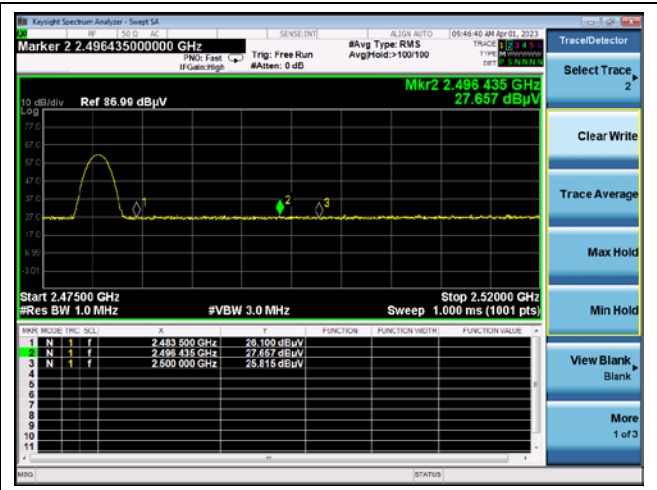 Keysight Spectrum Analyzer - Swept SA
RF 50 Ω AC SENSE:INT ALIGN AUTO 09:46:40 AM Apr 01, 2023
Marker 2 2.496435000000 GHz
PNO: Fast
IFGain:High
Trig: Free Run
#Atten: 0 dB
#Avg Type: RMS
Avg|Hold:>100/100
TRACE 1 2 3 4 5 6
TYPE M
DET P S N N N N
Trace/Detector
Select Trace
2
Clear Write
Trace Average
Max Hold
Min Hold
View Blank
Blank
More
1 of 3
Mkr2 2.496 435 GHz
27.657 dBµV
10 dB/div Ref 86.99 dBµV
Log
77.0
67.0
57.0
47.0
37.0
27.0
17.0
6.99
-3.01
1
2
3
Start 2.47500 GHz Stop 2.52000 GHz
#Res BW 1.0 MHz #VBW 3.0 MHz Sweep 1.000 ms (1001 pts)
MKR MODE TRC SCL X Y FUNCTION FUNCTION WIDTH FUNCTION VALUE
1 N 1 f 2.483 500 GHz 26.100 dBµV
2 N 1 f 2.496 435 GHz 27.657 dBµV
3 N 1 f 2.500 000 GHz 25.815 dBµV
4
5
6
7
8
9
10
11
MSG STATUS